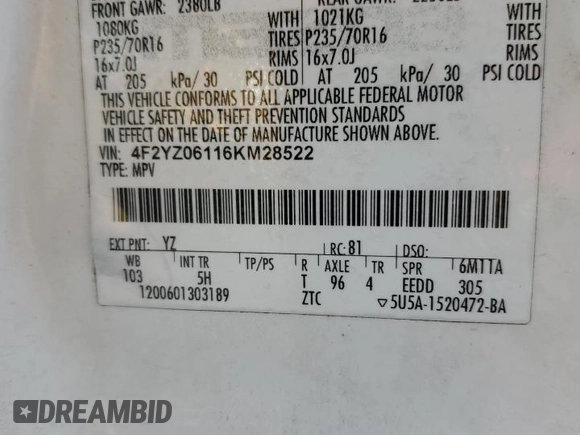 FRONT GAWR: 2380LB
1080KG WITH 1021KG WITH
P235/70R16 TIRES P235/70R16 TIRES
16x7.0J RIMS 16x7.0J RIMS
AT 205 kPa/ 30 PSI COLD AT 205 kPa/ 30 PSI COLD
THIS VEHICLE CONFORMS TO ALL APPLICABLE FEDERAL MOTOR
VEHICLE SAFETY AND THEFT PREVENTION STANDARDS
IN EFFECT ON THE DATE OF MANUFACTURE SHOWN ABOVE.
VIN: 4F2YZ06116KM28522
TYPE: MPV
EXT PNT: YZ RC: 81 DSO:
WB INT TR TP/PS R AXLE TR SPR 6M11A
103 5H T 96 4 EEDD 305
1200601303189 ZTC ▽5U5A-1520472-BA
DREAMBID